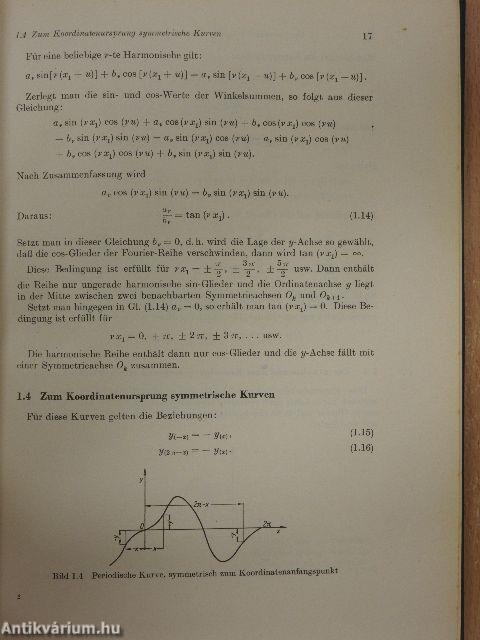 1.4 Zum Koordinatenursprung symmetrische Kurven 17
Für eine beliebige ν-te Harmonische gilt:
aν sin[ν(x₁ + u)] + bν cos [ν(x₁ + u)] = aν sin [ν(x₁ − u)] + bν cos [ν(x₁ − u)].
Zerlegt man die sin- und cos-Werte der Winkelsummen, so folgt aus dieser
Gleichung:
aν sin (νx₁) cos (νu) + aν cos (νx₁) sin (νu) + bν cos (νx₁) cos (νu)
− bν sin (νx₁) sin (νu) = aν sin (νx₁) cos (νu) − aν sin (νx₁) cos (νu)
+ bν cos (νx₁) cos (νu) + bν sin (νx₁) sin (νu).
Nach Zusammenfassung wird
aν cos (νx₁) sin (νu) = bν sin (νx₁) sin (νu).
Daraus: aν/bν = tan (νx₁). (1.14)
Setzt man in dieser Gleichung bν = 0, d. h. wird die Lage der y-Achse so gewählt,
daß die cos-Glieder der Fourier-Reihe verschwinden, dann wird tan (νx₁) = ∞.
Diese Bedingung ist erfüllt für νx₁ = ± π/2, ± 3π/2, ± 5π/2 usw. Dann enthält
die Reihe nur ungerade harmonische sin-Glieder und die Ordinatenachse y liegt
in der Mitte zwischen zwei benachbarten Symmetrieachsen Oₖ und Oₖ₊₁.
Setzt man hingegen in Gl. (1.14) aν = 0, so erhält man tan (νx₁) = 0. Diese Be-
dingung ist erfüllt für
νx₁ = 0, + π, ± 2π, ± 3π, . . . usw.
Die harmonische Reihe enthält dann nur cos-Glieder und die y-Achse fällt mit
einer Symmetrieachse Oₖ zusammen.
1.4 Zum Koordinatenursprung symmetrische Kurven
Für diese Kurven gelten die Beziehungen:
y(−x) = − y(x), (1.15)
y(2π−x) = − y(x). (1.16)
y
2π-x
0
2π
x
y
-x
x
y
y
Bild 1.4 Periodische Kurve, symmetrisch zum Koordinatenanfangspunkt
2
Antikvárium.hu